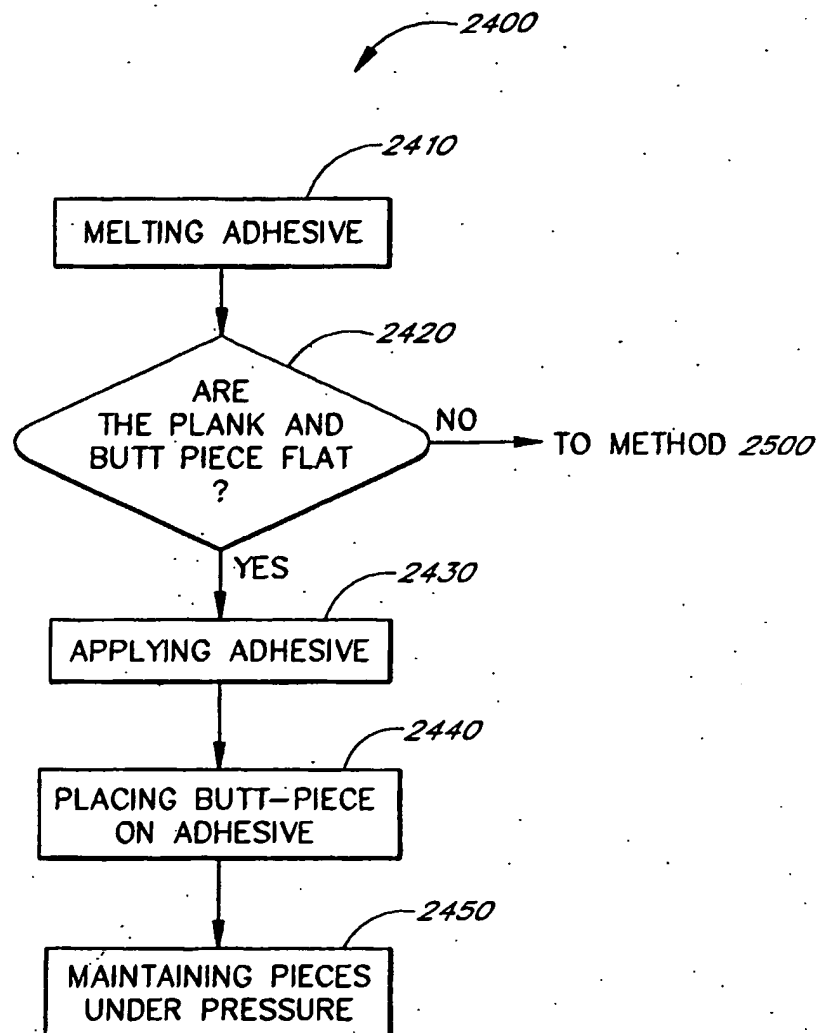 2400
2410
MELTING ADHESIVE
2420
ARE
THE PLANK AND
BUTT PIECE FLAT
?
NO
TO METHOD 2500
YES
2430
APPLYING ADHESIVE
2440
PLACING BUTT-PIECE
ON ADHESIVE
2450
MAINTAINING PIECES
UNDER PRESSURE